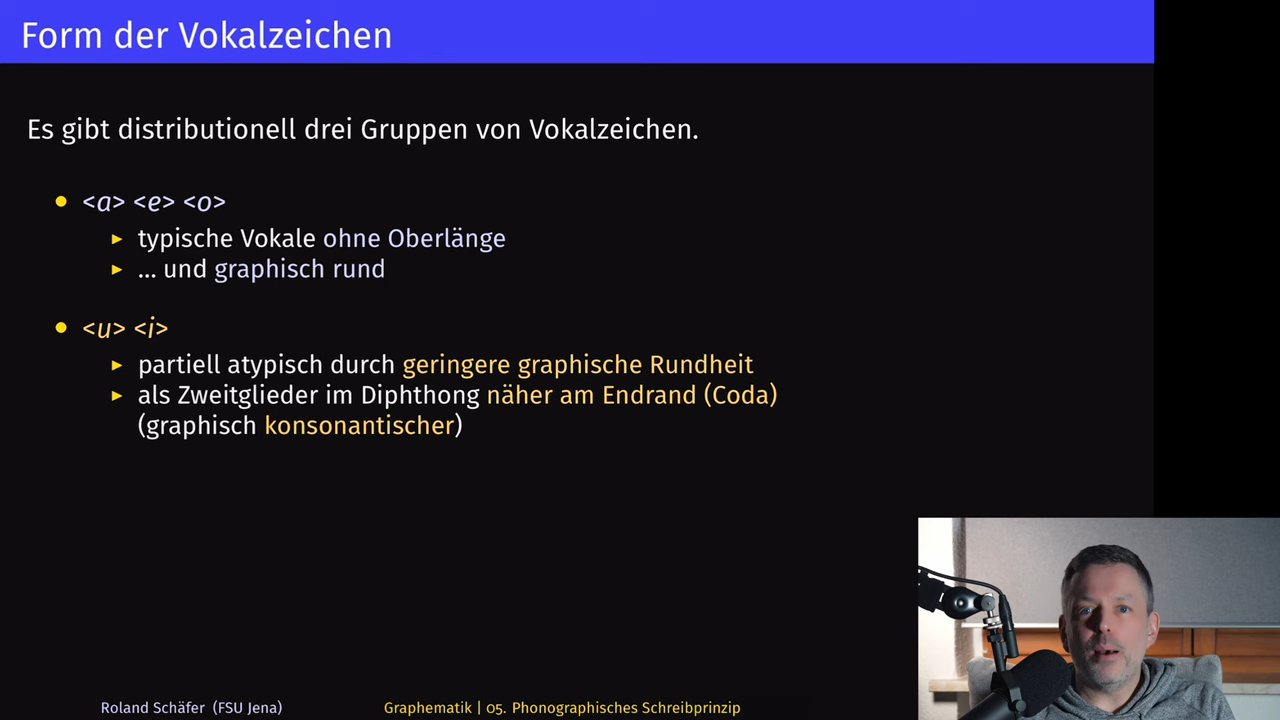 Form der Vokalzeichen
Es gibt distributionell drei Gruppen von Vokalzeichen.
• <a> <e> <o>
▸ typische Vokale ohne Oberlänge
▸ … und graphisch rund
• <u> <i>
▸ partiell atypisch durch geringere graphische Rundheit
▸ als Zweitglieder im Diphthong näher am Endrand (Coda)
(graphisch konsonantischer)
Roland Schäfer (FSU Jena)
Graphematik | 05. Phonographisches Schreibprinzip